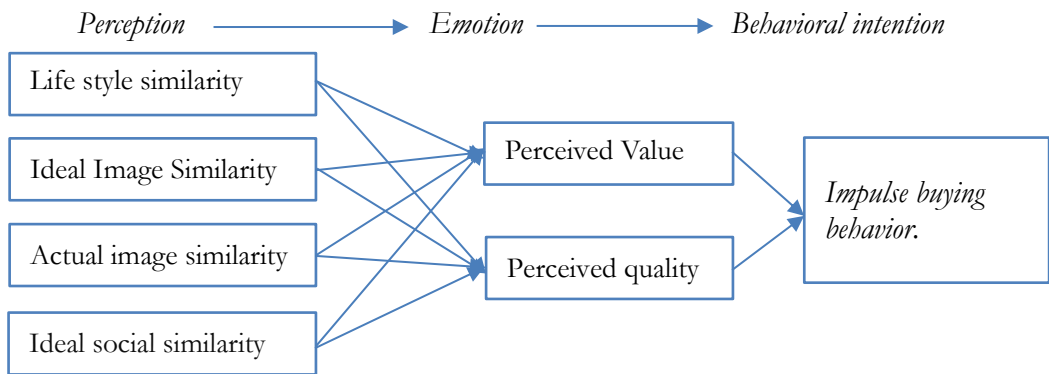 Perception Emotion Behavioral intention
Life style similarity
Ideal Image Similarity
Actual image similarity
Ideal social similarity
Perceived Value
Perceived quality
Impulse buying
behavior.